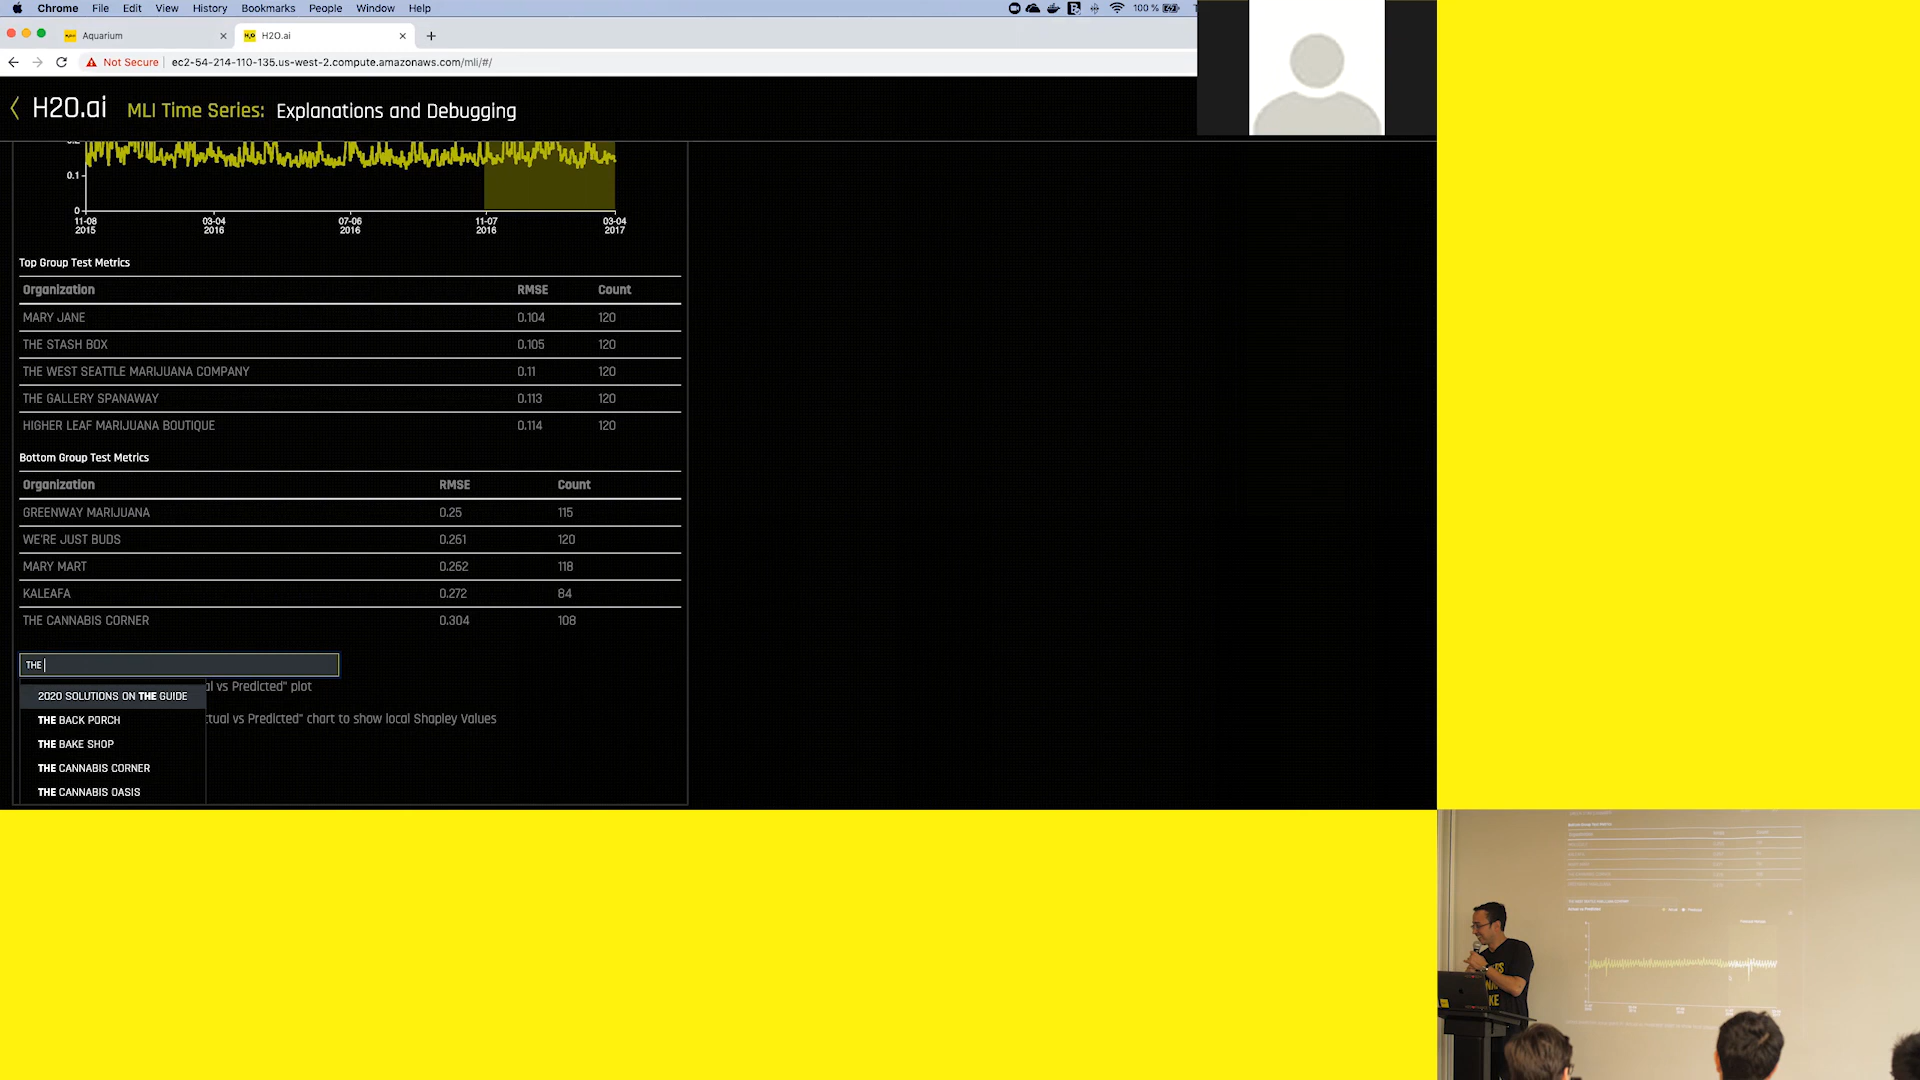 Chrome File Edit View History Bookmarks People Window Help 100 %
Aquarium H2O.ai
Not Secure ec2-54-214-110-135.us-west-2.compute.amazonaws.com/mli/#/
H2O.ai MLI Time Series: Explanations and Debugging
0.1
0
11-08 03-04 07-06 11-07 03-04
2015 2016 2016 2016 2017
Top Group Test Metrics
Organization RMSE Count
MARY JANE 0.104 120
THE STASH BOX 0.105 120
THE WEST SEATTLE MARIJUANA COMPANY 0.11 120
THE GALLERY SPANAWAY 0.113 120
HIGHER LEAF MARIJUANA BOUTIQUE 0.114 120
Bottom Group Test Metrics
Organization RMSE Count
GREENWAY MARIJUANA 0.25 115
WE'RE JUST BUDS 0.261 120
MARY MART 0.262 118
KALEAFA 0.272 84
THE CANNABIS CORNER 0.304 108
THE
al vs Predicted" plot
2020 SOLUTIONS ON THE GUIDE
THE BACK PORCH
ctual vs Predicted" chart to show local Shapley Values
THE BAKE SHOP
THE CANNABIS CORNER
THE CANNABIS OASIS